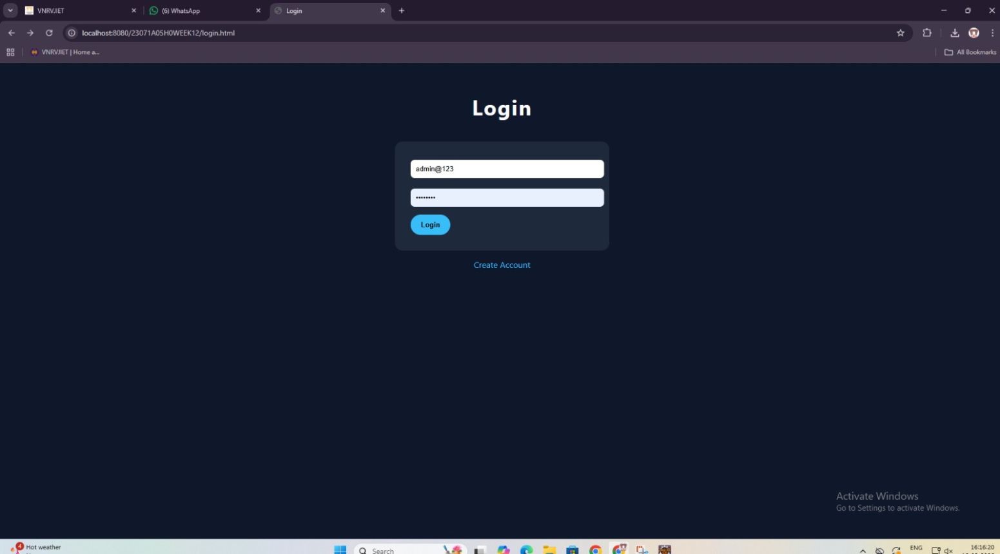 VNRVJIET
(6) WhatsApp
Login
localhost:8080/23071A05H0WEEK12/login.html
VNRVJIET | Home a...
All Bookmarks
Login
admin@123
••••••••
Login
Create Account
Activate Windows
Go to Settings to activate Windows.
4
Hot weather
Search
ENG
16:16:20